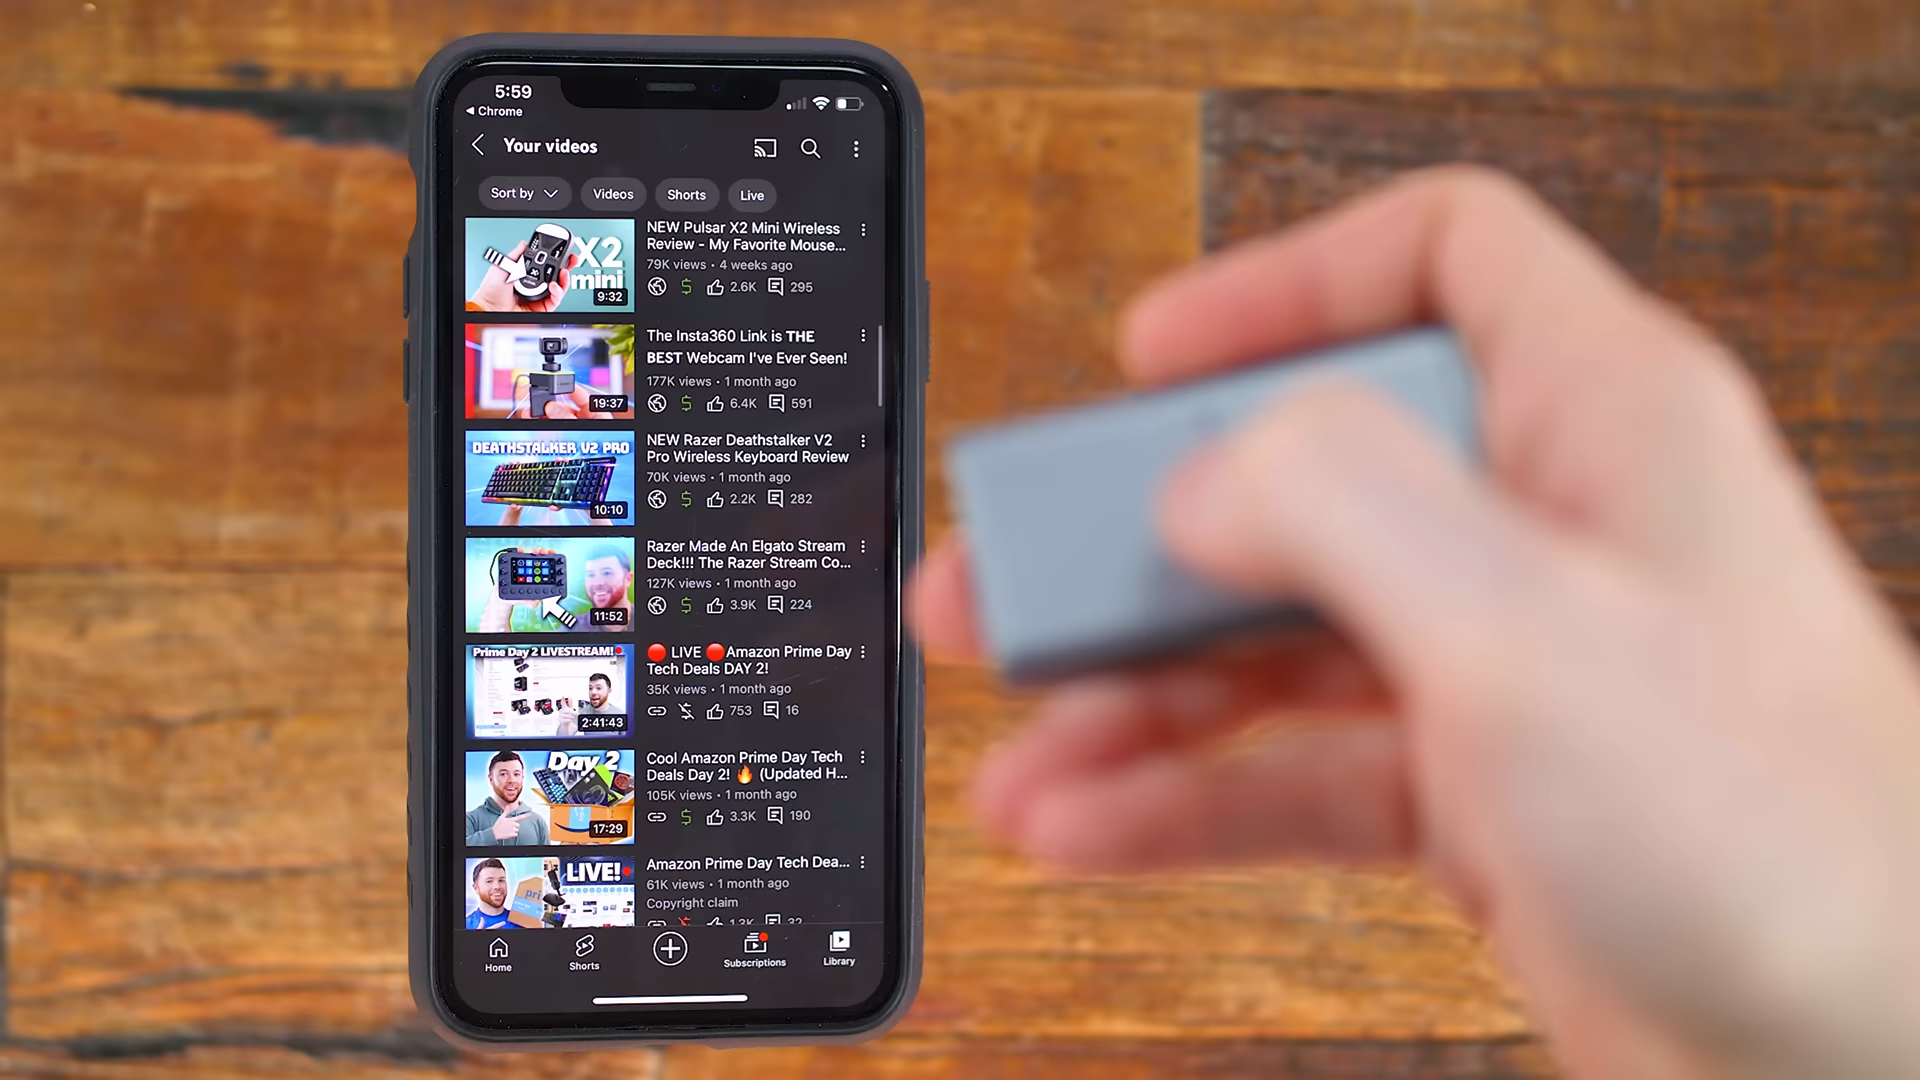 5:59
Chrome
Your videos
Sort by
Videos
Shorts
Live
X2
mini
9:32
NEW Pulsar X2 Mini Wireless
Review - My Favorite Mouse...
79K views · 4 weeks ago
2.6K
295
19:37
The Insta360 Link is THE
BEST Webcam I've Ever Seen!
177K views · 1 month ago
6.4K
591
DEATHSTALKER V2 PRO
10:10
NEW Razer Deathstalker V2
Pro Wireless Keyboard Review
70K views · 1 month ago
2.2K
282
11:52
Razer Made An Elgato Stream
Deck!!! The Razer Stream Co...
127K views · 1 month ago
3.9K
224
Prime Day 2 LIVESTREAM!
2:41:43
🔴 LIVE 🔴Amazon Prime Day
Tech Deals DAY 2!
35K views · 1 month ago
753
16
Day 2
17:29
Cool Amazon Prime Day Tech
Deals Day 2! 🔥 (Updated H...
105K views · 1 month ago
3.3K
190
LIVE!
pri
Amazon Prime Day Tech Dea...
61K views · 1 month ago
Copyright claim
1.3K
32
Home
Shorts
Subscriptions
Library